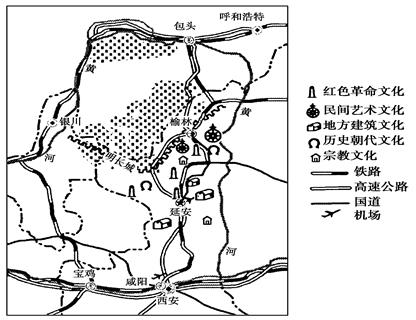 呼和浩特
包头
黄
银川
榆林
黄
明长城
河
延安
河
宝鸡
咸阳
西安
红色革命文化
民间艺术文化
地方建筑文化
历史朝代文化
宗教文化
铁路
高速公路
国道
机场